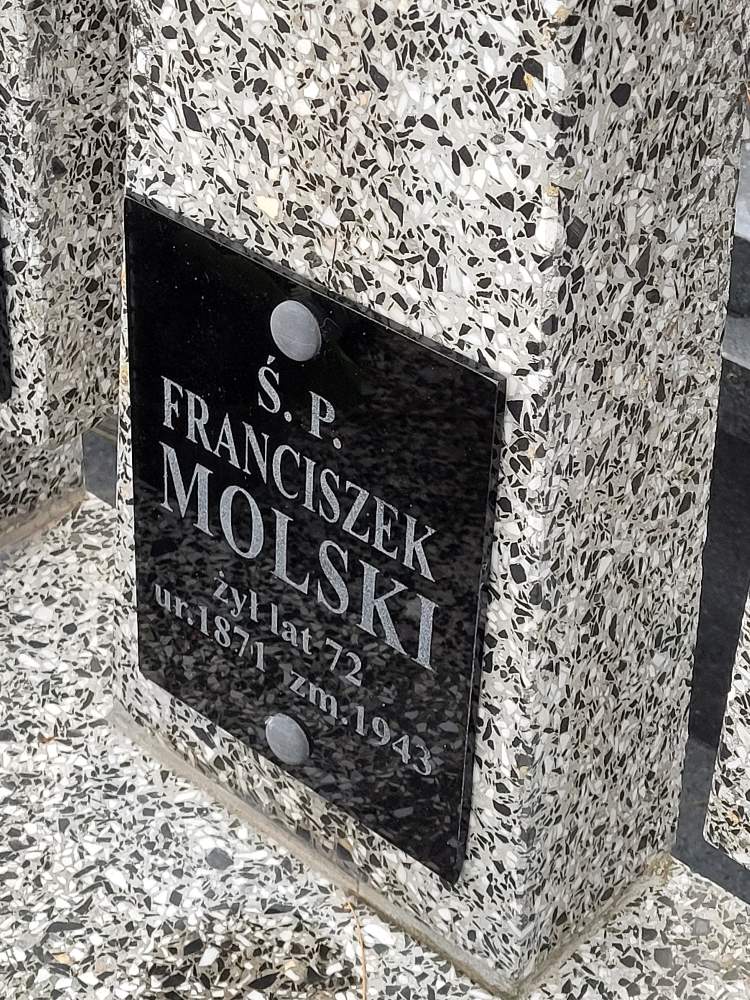 Ś. P.
FRANCISZEK
MOLSKI
żył lat 72
ur.1871 zm.1943